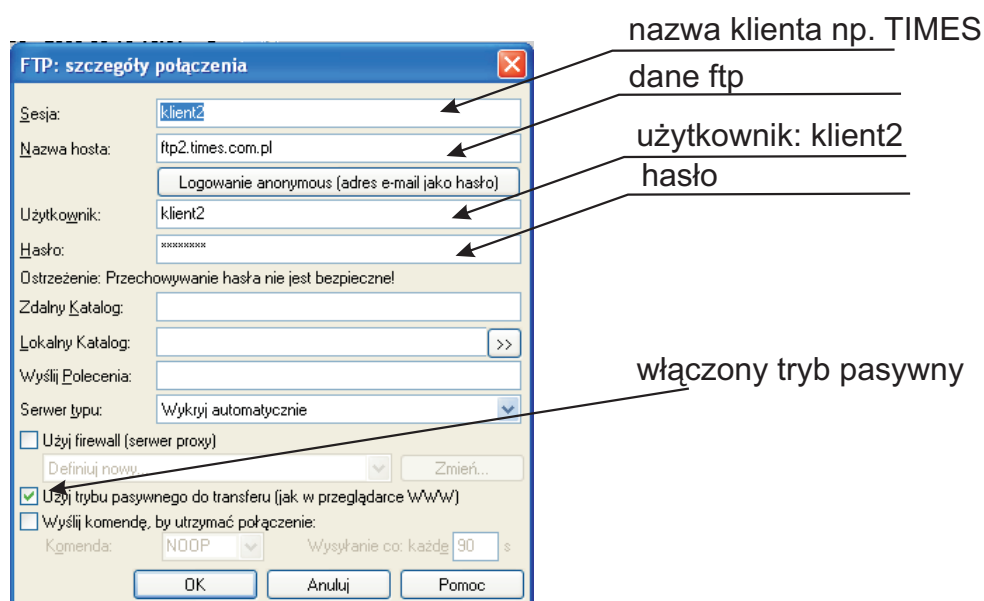 nazwa klienta np. TIMES
dane ftp
użytkownik: klient2
hasło
włączony tryb pasywny
FTP: szczegóły połączenia
Sesja: klient2
Nazwa hosta: ftp2.times.com.pl
Logowanie anonymous (adres e-mail jako hasło)
Użytkownik: klient2
Hasło: ********
Ostrzeżenie: Przechowywanie hasła nie jest bezpieczne!
Zdalny Katalog:
Lokalny Katalog: >>
Wyślij Polecenia:
Serwer typu: Wykryj automatycznie
Użyj firewall (serwer proxy)
Definiuj nowy... Zmień...
Użyj trybu pasywnego do transferu (jak w przeglądarce WWW)
Wyślij komendę, by utrzymać połączenie:
Komenda: NOOP Wysyłanie co: każdę 90 s
OK Anuluj Pomoc